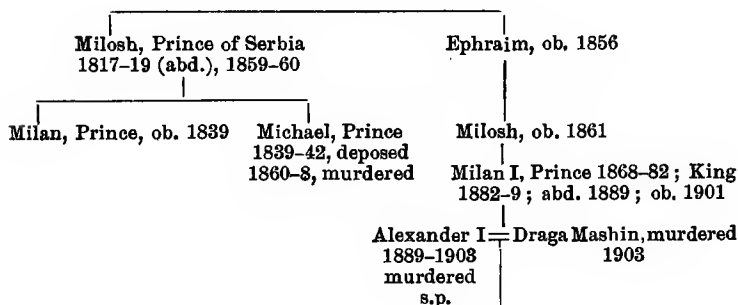 Milosh, Prince of Serbia
1817–19 (abd.), 1859–60
Ephraim, ob. 1856
Milan, Prince, ob. 1839
Michael, Prince
1839–42, deposed
1860–8, murdered
Milosh, ob. 1861
Milan I, Prince 1868–82; King
1882–9; abd. 1889; ob. 1901
Alexander I = Draga Mashin, murdered
1889–1903
1903
murdered
s.p.